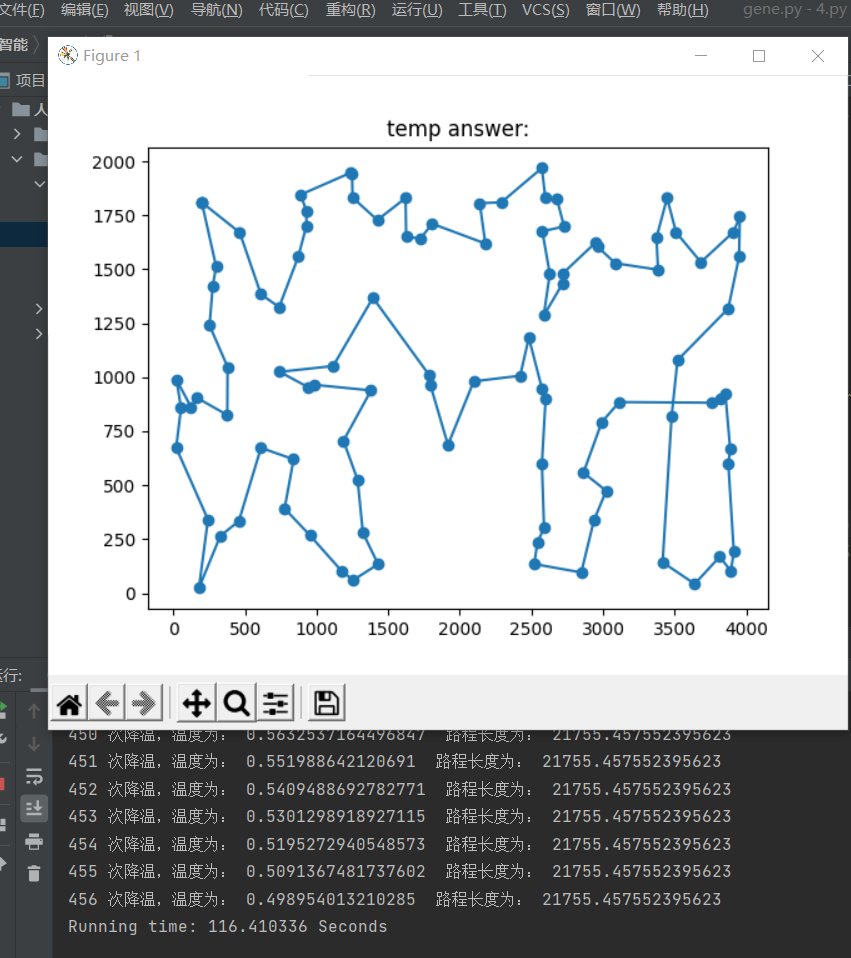 文件(F) 编辑(E) 视图(V) 导航(N) 代码(C) 重构(R) 运行(U) 工具(T) VCS(S) 窗口(W) 帮助(H) gene.py - 4.py
智能
Figure 1
项目
人
temp answer:
2000
1750
1500
1250
1000
750
500
250
0
0 500 1000 1500 2000 2500 3000 3500 4000
运行:
450 次降温，温度为： 0.5632537164496847 路程长度为： 21755.457552395623
451 次降温，温度为： 0.551988642120691 路程长度为： 21755.457552395623
452 次降温，温度为： 0.5409488692782771 路程长度为： 21755.457552395623
453 次降温，温度为： 0.5301298918927115 路程长度为： 21755.457552395623
454 次降温，温度为： 0.5195272940548573 路程长度为： 21755.457552395623
455 次降温，温度为： 0.5091367481737602 路程长度为： 21755.457552395623
456 次降温，温度为： 0.498954013210285 路程长度为： 21755.457552395623
Running time: 116.410336 Seconds